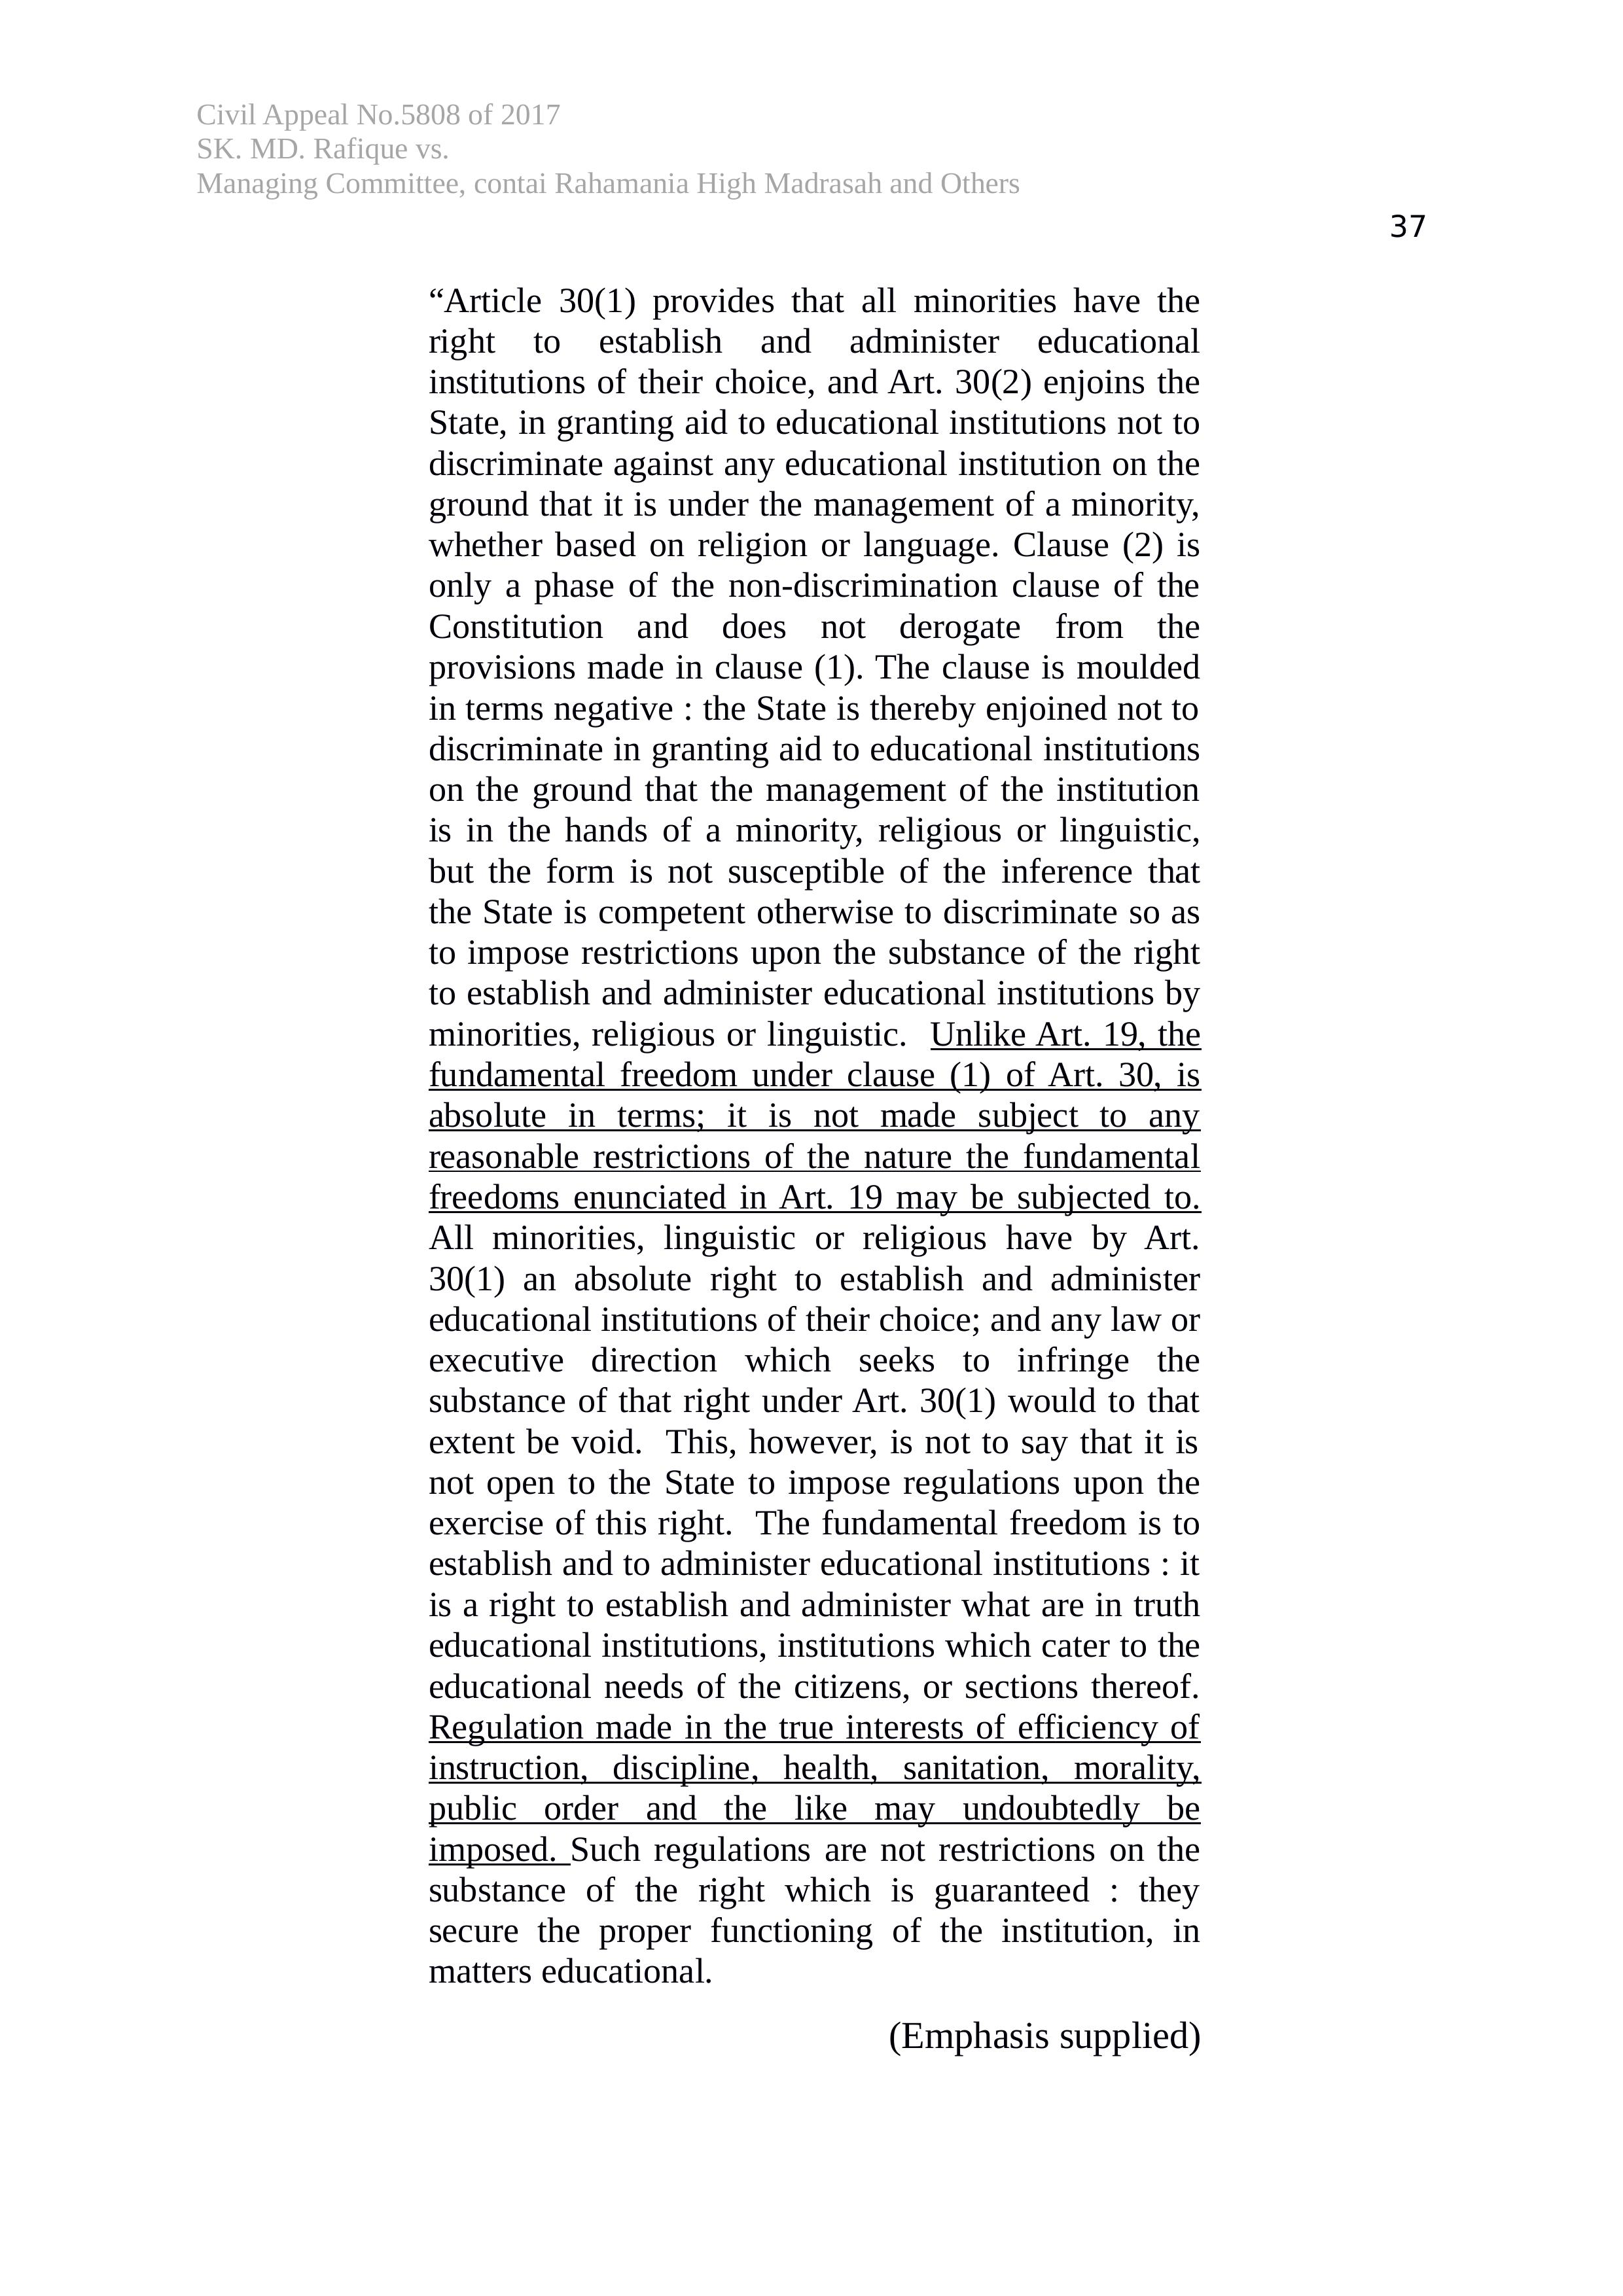 Civil Appeal No.5808 of 2017
SK. MD. Rafique vs.
Managing Committee, contai Rahamania High Madrasah and Others
37
“Article 30(1) provides that all minorities have the
right to establish and administer educational
institutions of their choice, and Art. 30(2) enjoins the
State, in granting aid to educational institutions not to
discriminate against any educational institution on the
ground that it is under the management of a minority,
whether based on religion or language. Clause (2) is
only a phase of the non-discrimination clause of the
Constitution and does not derogate from the
provisions made in clause (1). The clause is moulded
in terms negative : the State is thereby enjoined not to
discriminate in granting aid to educational institutions
on the ground that the management of the institution
is in the hands of a minority, religious or linguistic,
but the form is not susceptible of the inference that
the State is competent otherwise to discriminate so as
to impose restrictions upon the substance of the right
to establish and administer educational institutions by
minorities, religious or linguistic. Unlike Art. 19, the
fundamental freedom under clause (1) of Art. 30, is
absolute in terms; it is not made subject to any
reasonable restrictions of the nature the fundamental
freedoms enunciated in Art. 19 may be subjected to.
All minorities, linguistic or religious have by Art.
30(1) an absolute right to establish and administer
educational institutions of their choice; and any law or
executive direction which seeks to infringe the
substance of that right under Art. 30(1) would to that
extent be void. This, however, is not to say that it is
not open to the State to impose regulations upon the
exercise of this right. The fundamental freedom is to
establish and to administer educational institutions : it
is a right to establish and administer what are in truth
educational institutions, institutions which cater to the
educational needs of the citizens, or sections thereof.
Regulation made in the true interests of efficiency of
instruction, discipline, health, sanitation, morality,
public order and the like may undoubtedly be
imposed. Such regulations are not restrictions on the
substance of the right which is guaranteed : they
secure the proper functioning of the institution, in
matters educational.
(Emphasis supplied)